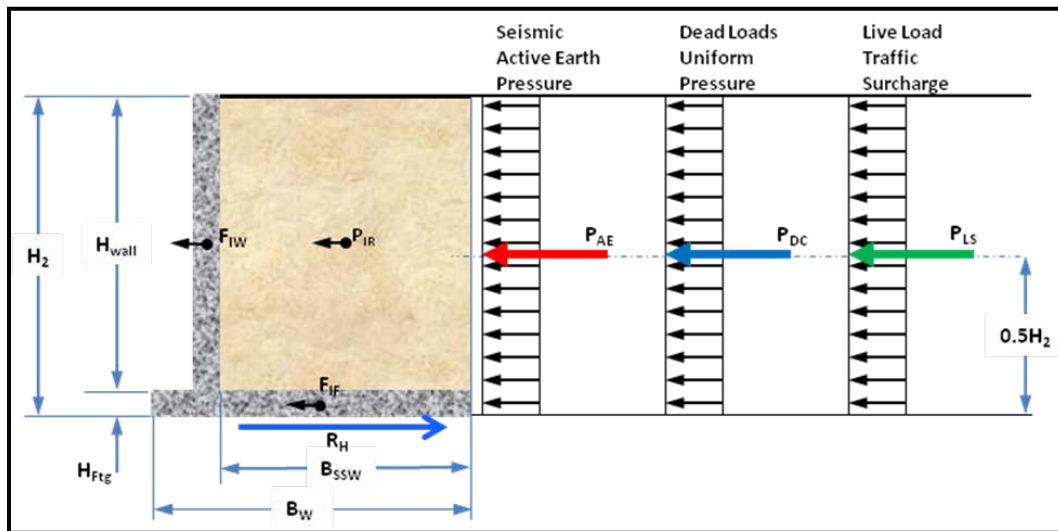 Seismic
Active Earth
Pressure
Dead Loads
Uniform
Pressure
Live Load
Traffic
Surcharge
H2
Hwall
FIW
PIR
PAE
PDC
PLS
0.5H2
FIF
RH
HFtg
BSSW
BW